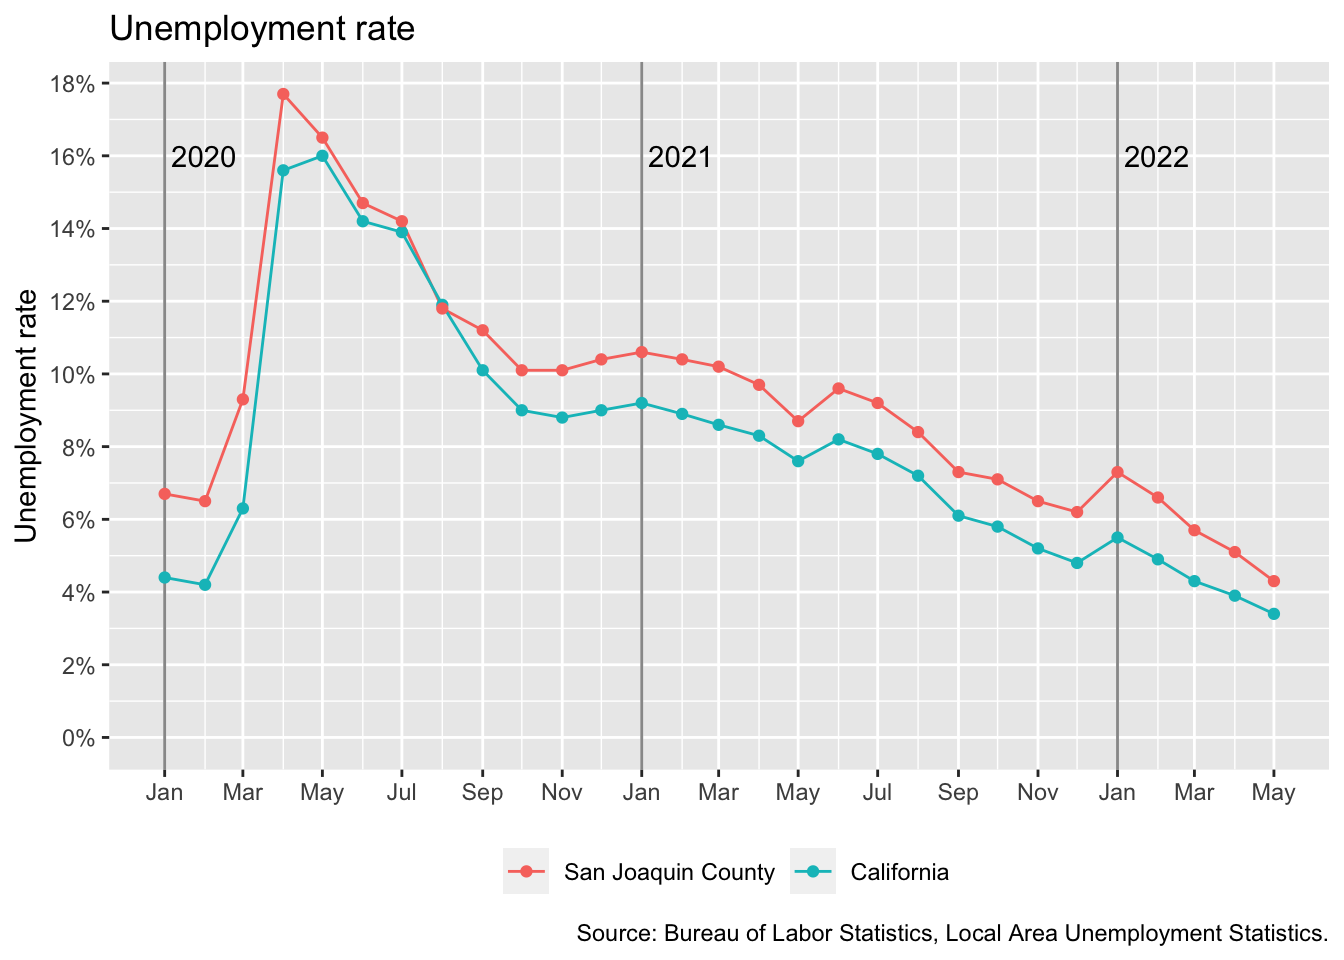 Unemployment rate
Unemployment rate
18%
16%
14%
12%
10%
8%
6%
4%
2%
0%
2020 2021 2022
Jan Mar May Jul Sep Nov Jan Mar May Jul Sep Nov Jan Mar May
San Joaquin County California
Source: Bureau of Labor Statistics, Local Area Unemployment Statistics.